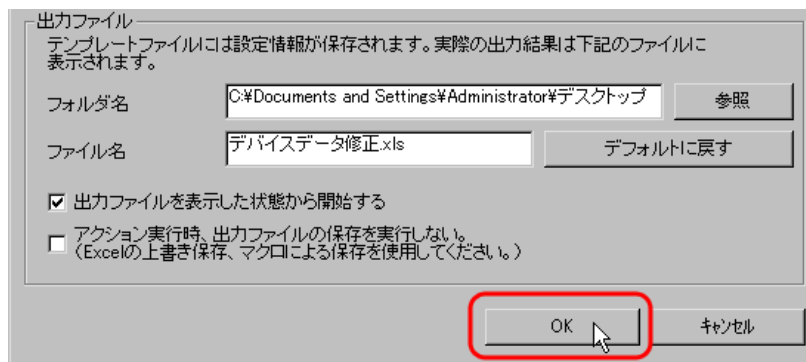 出力ファイル
テンプレートファイルには設定情報が保存されます。実際の出力結果は下記のファイルに
表示されます。
フォルダ名
C:¥Documents and Settings¥Administrator¥デスクトップ
参照
ファイル名
デバイスデータ修正.xls
デフォルトに戻す
出力ファイルを表示した状態から開始する
アクション実行時、出力ファイルの保存を実行しない。
（Excelの上書き保存、マクロによる保存を使用してください。）
OK
キャンセル